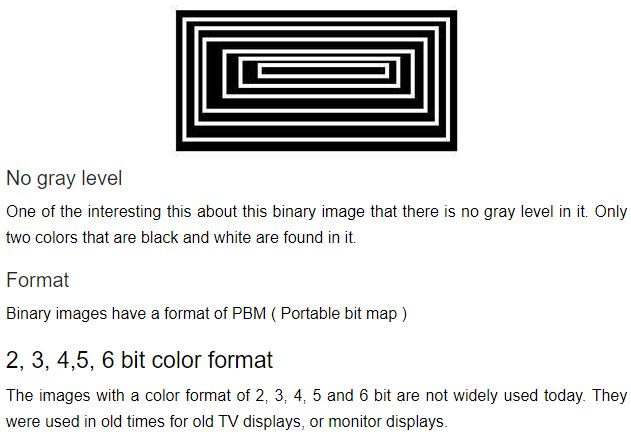 No gray level
One of the interesting this about this binary image that there is no gray level in it. Only
two colors that are black and white are found in it.
Format
Binary images have a format of PBM ( Portable bit map )
2, 3, 4,5, 6 bit color format
The images with a color format of 2, 3, 4, 5 and 6 bit are not widely used today. They
were used in old times for old TV displays, or monitor displays.